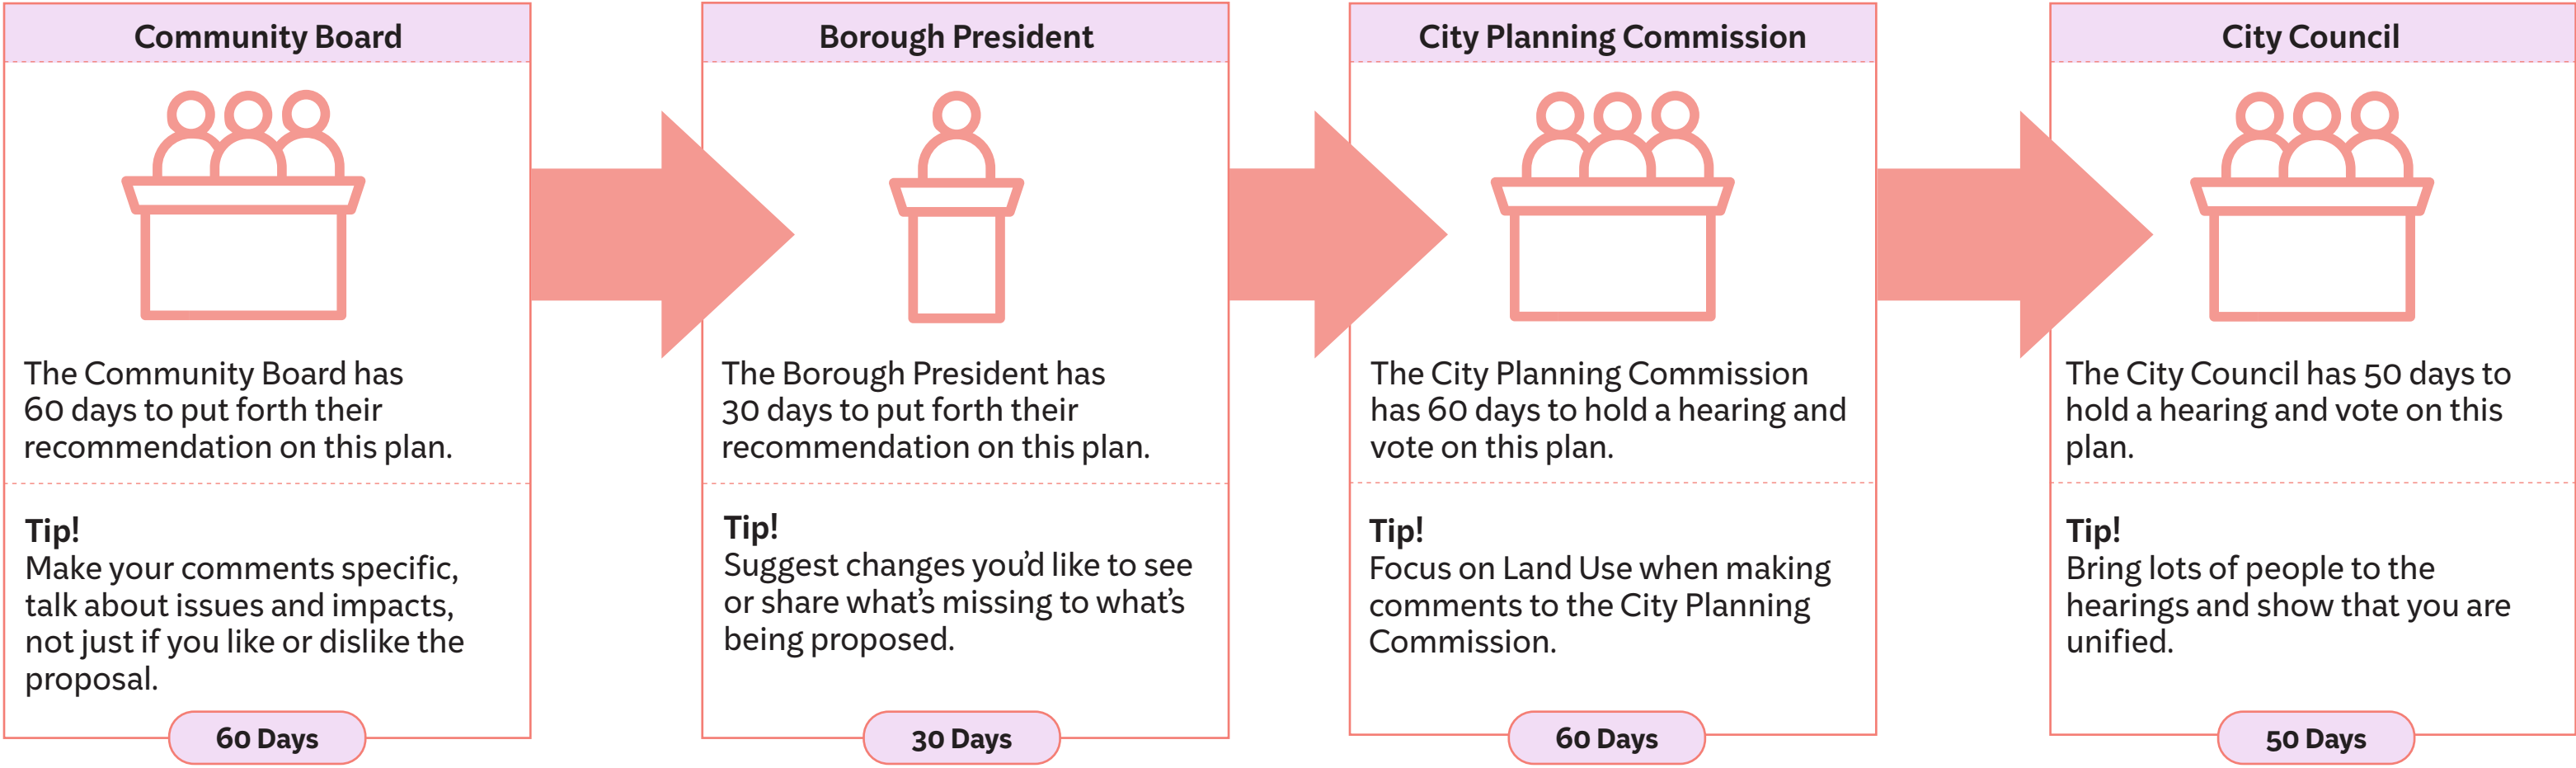 Community Board
The Community Board has
60 days to put forth their
recommendation on this plan.
Tip!
Make your comments specific,
talk about issues and impacts,
not just if you like or dislike the
proposal.
60 Days
Borough President
The Borough President has
30 days to put forth their
recommendation on this plan.
Tip!
Suggest changes you’d like to see
or share what’s missing to what’s
being proposed.
30 Days
City Planning Commission
The City Planning Commission
has 60 days to hold a hearing and
vote on this plan.
Tip!
Focus on Land Use when making
comments to the City Planning
Commission.
60 Days
City Council
The City Council has 50 days to
hold a hearing and vote on this
plan.
Tip!
Bring lots of people to the
hearings and show that you are
unified.
50 Days